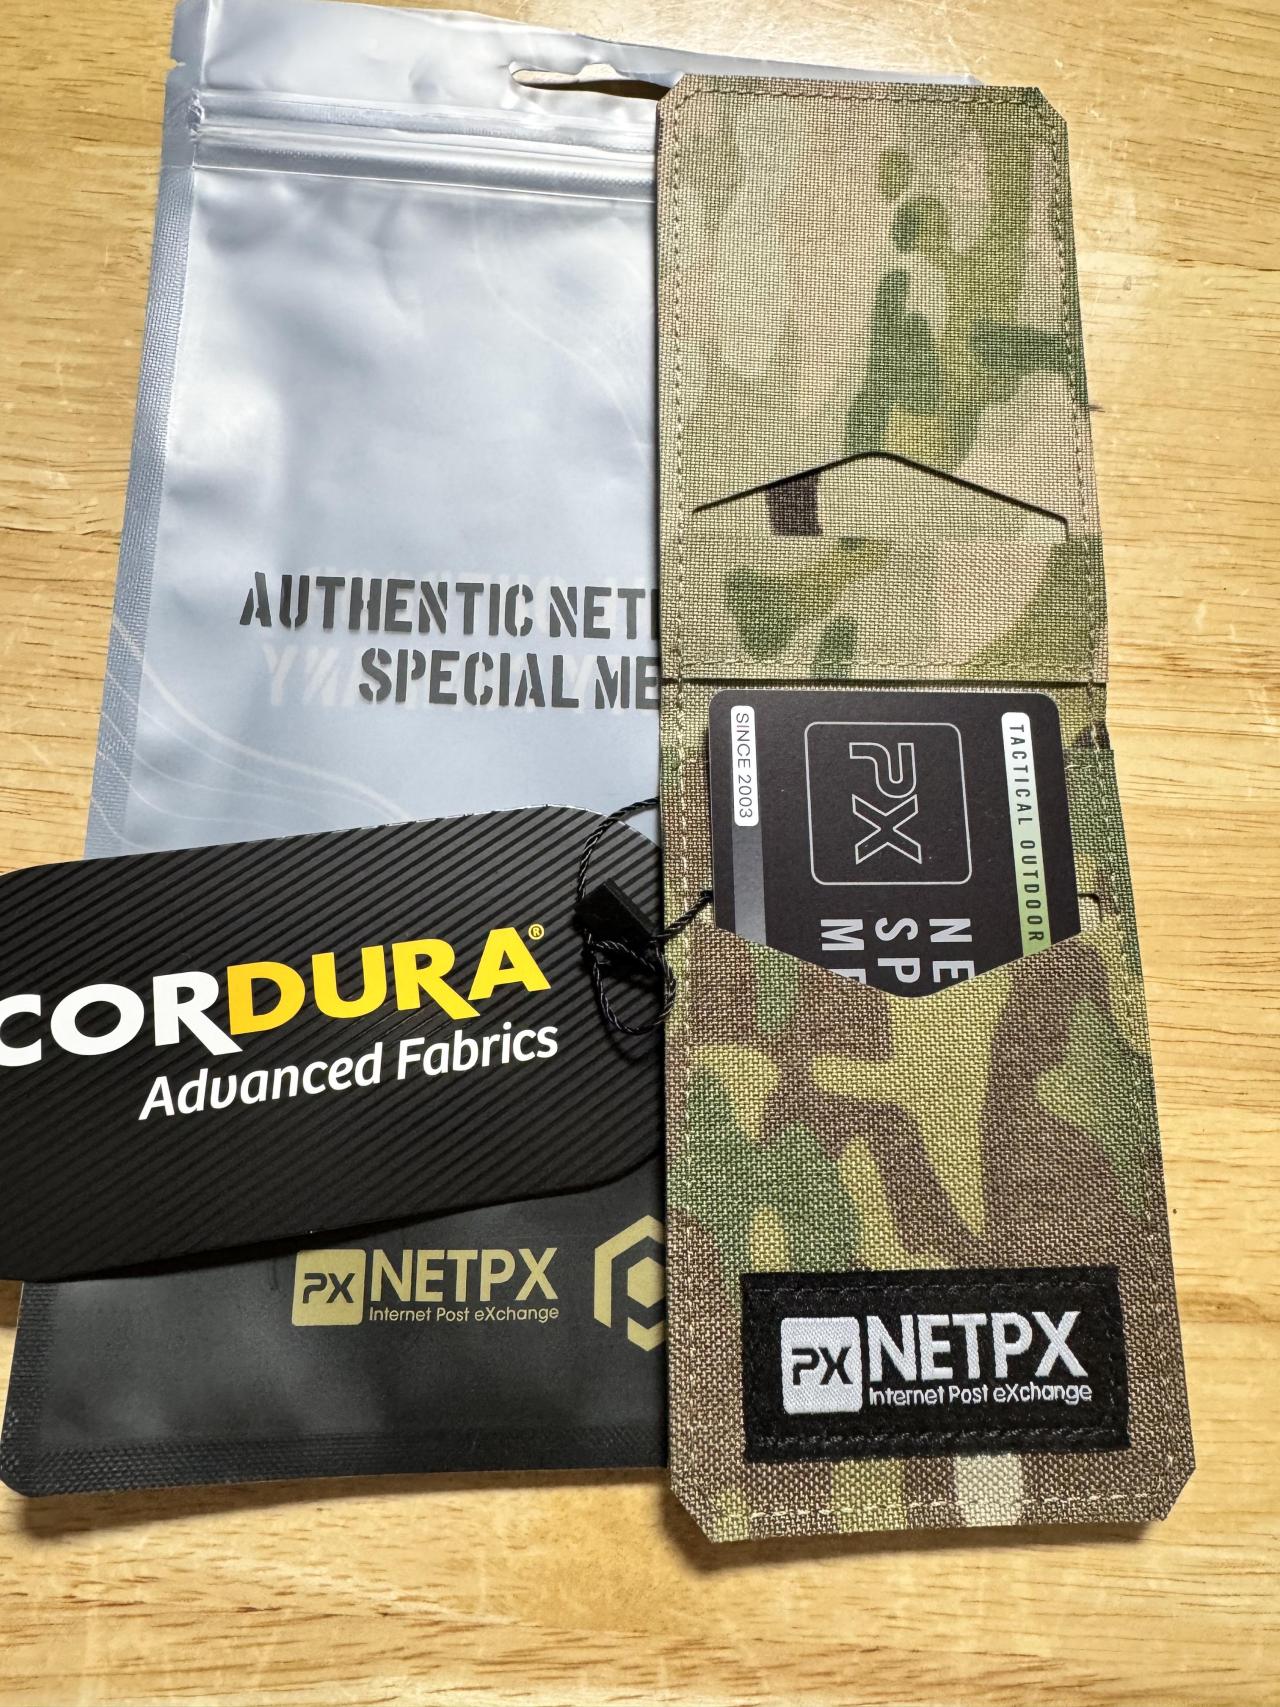 AUTHENTIC NET
SPECIAL ME
SINCE 2003
PX
TACTICAL OUTDOOR
NE
SP
ME
CORDURA®
Advanced Fabrics
PX NETPX
Internet Post eXchange
PX NETPX
Internet Post eXchange